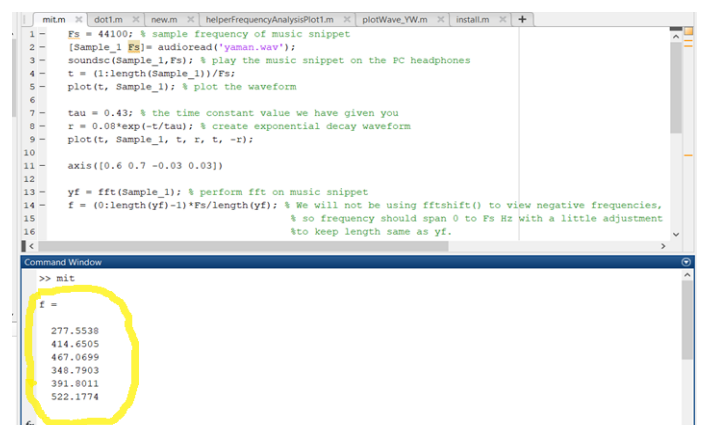 mit.m × dot1.m × new.m × helperFrequencyAnalysisPlot1.m × plotWave_YW.m × install.m × +
1 - Fs = 44100; % sample frequency of music snippet
2 - [Sample_1 Fs]= audioread('yaman.wav');
3 - soundsc(Sample_1,Fs); % play the music snippet on the PC headphones
4 - t = (1:length(Sample_1))/Fs;
5 - plot(t, Sample_1); % plot the waveform
6
7 - tau = 0.43; % the time constant value we have given you
8 - r = 0.08*exp(-t/tau); % create exponential decay waveform
9 - plot(t, Sample_1, t, r, t, -r);
10
11 - axis([0.6 0.7 -0.03 0.03])
12
13 - yf = fft(Sample_1); % perform fft on music snippet
14 - f = (0:length(yf)-1)*Fs/length(yf); % We will not be using fftshift() to view negative frequencies,
15 % so frequency should span 0 to Fs Hz with a little adjustment
16 %to keep length same as yf.
Command Window
>> mit
f =
277.5538
414.6505
467.0699
348.7903
391.8011
522.1774